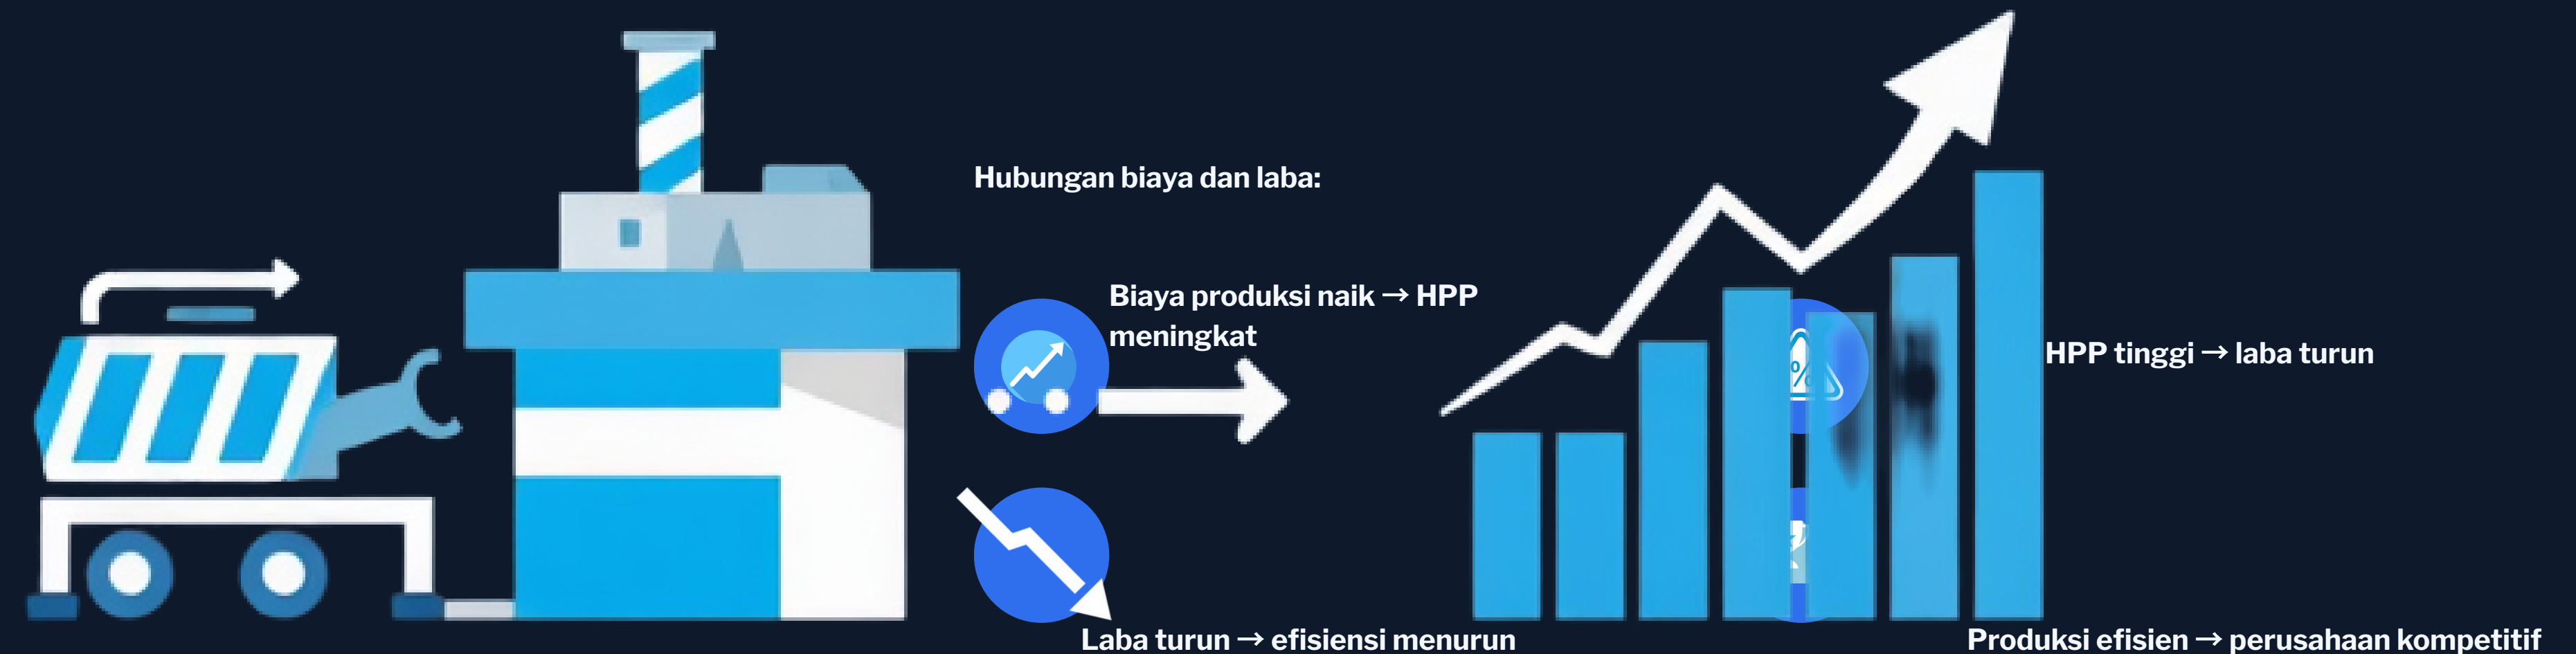 Hubungan biaya dan laba:
Biaya produksi naik → HPP
meningkat
HPP tinggi → laba turun
%
Laba turun → efisiensi menurun
Produksi efisien → perusahaan kompetitif